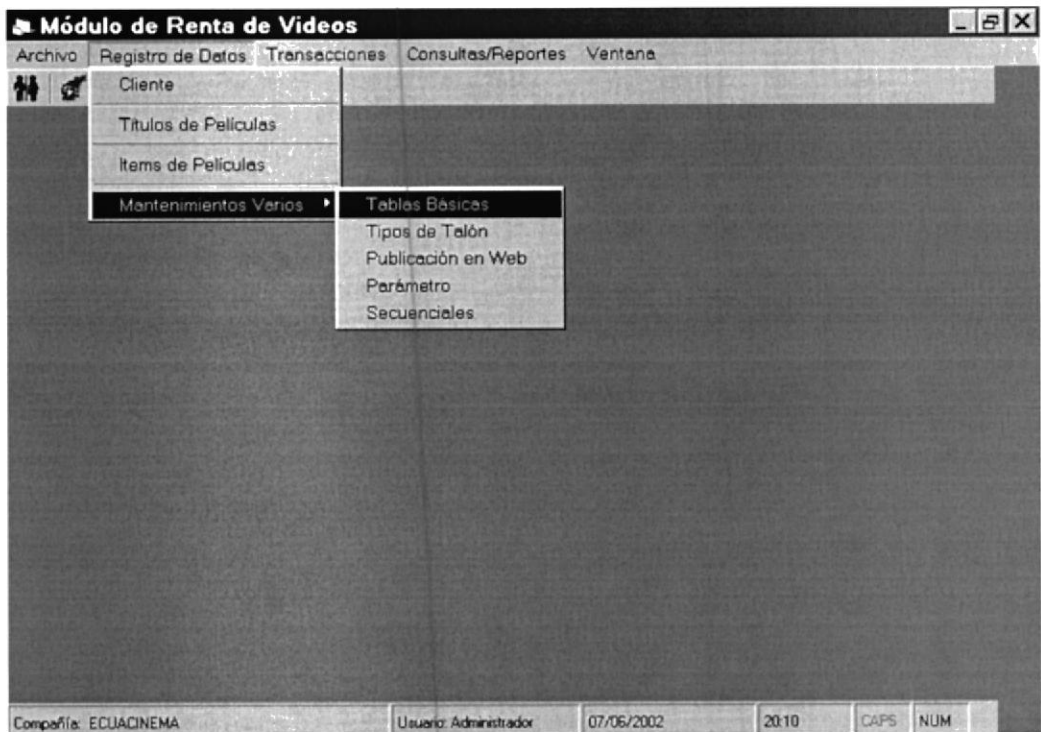 Módulo de Renta de Videos
Archivo Registro de Datos Transacciones Consultas/Reportes Ventana
Cliente
Títulos de Películas
Items de Películas
Mantenimientos Varios
Tablas Básicas
Tipos de Talón
Publicación en Web
Parámetro
Secuenciales
Compañía: ECUACINEMA Usuario: Administrador 07/06/2002 20:10 CAPS NUM